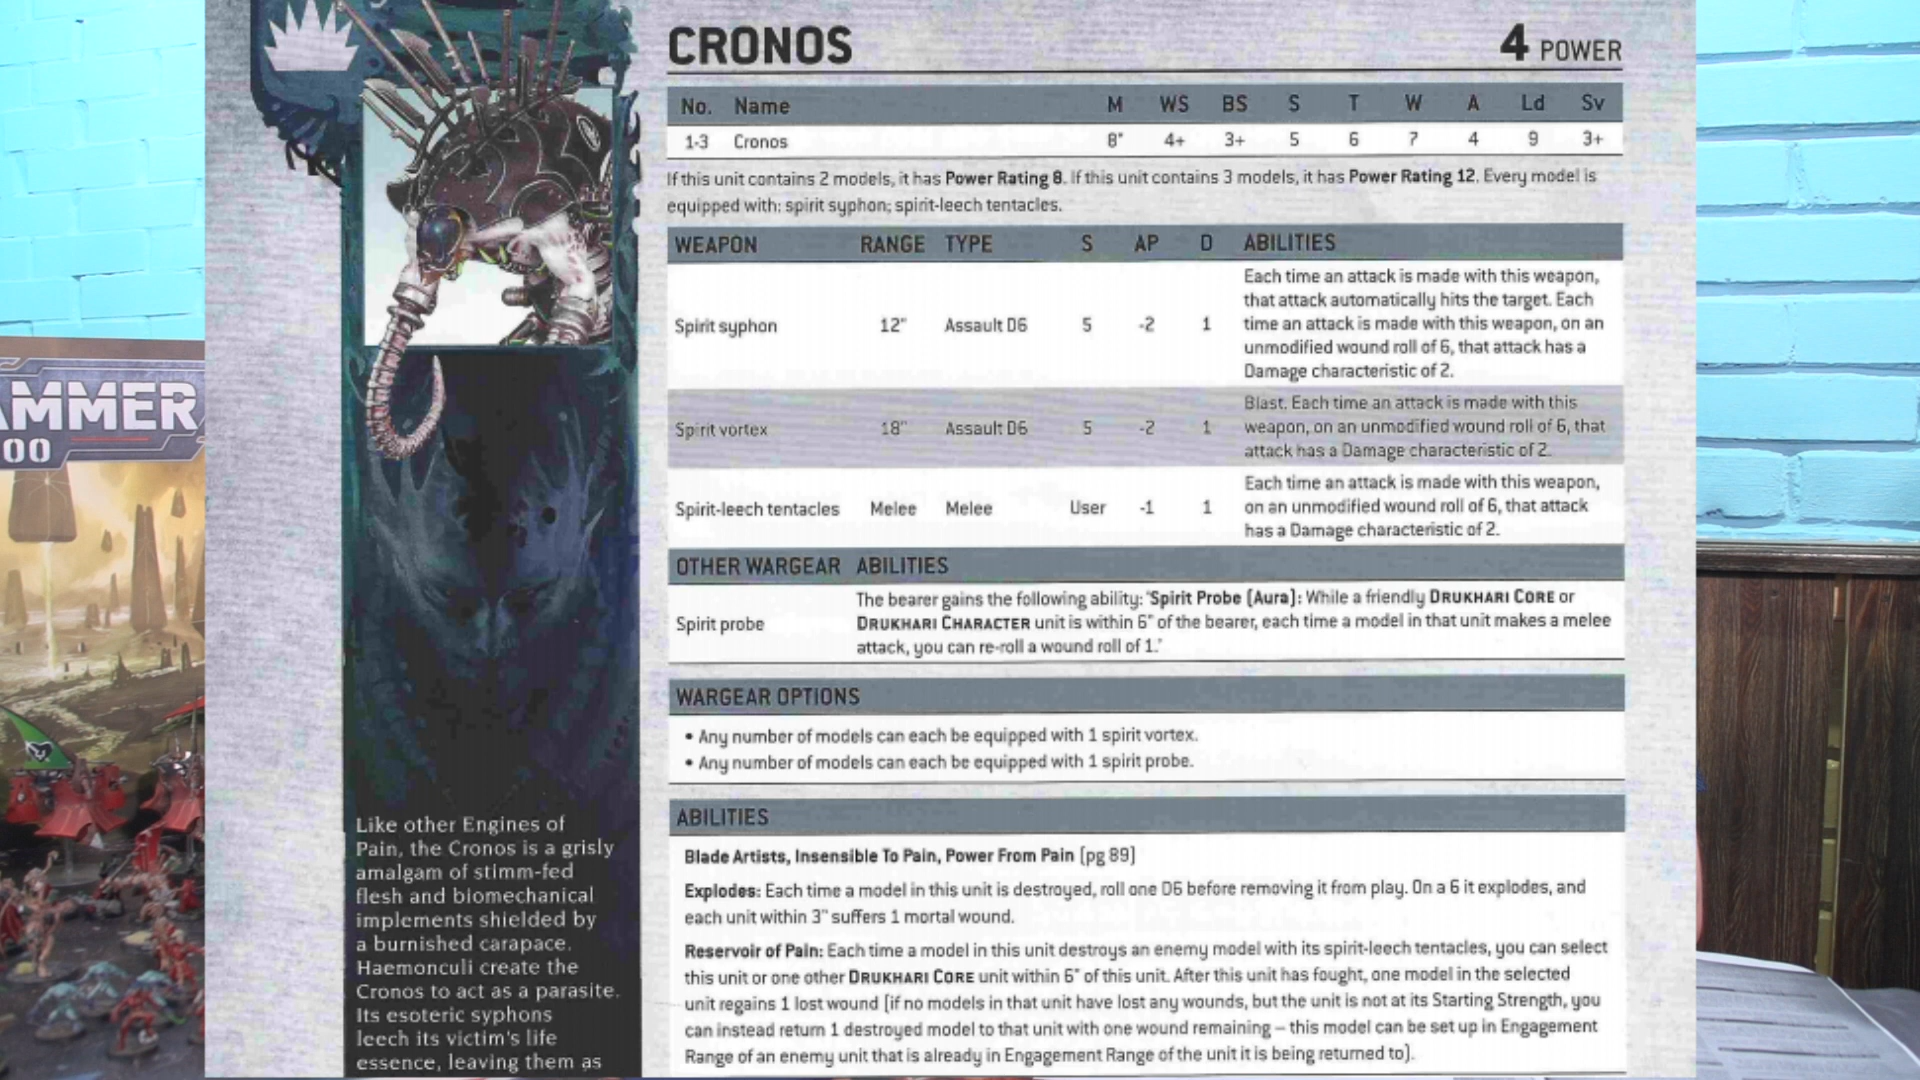 CRONOS
4 POWER
No. Name M WS BS S T W A Ld Sv
1-3 Cronos 8" 4+ 3+ 5 6 7 4 9 3+
If this unit contains 2 models, it has Power Rating 8. If this unit contains 3 models, it has Power Rating 12. Every model is
equipped with: spirit syphon; spirit-leech tentacles.
WEAPON RANGE TYPE S AP D ABILITIES
Spirit syphon 12" Assault D6 5 -2 1
Each time an attack is made with this weapon,
that attack automatically hits the target. Each
time an attack is made with this weapon, on an
unmodified wound roll of 6, that attack has a
Damage characteristic of 2.
Spirit vortex 18" Assault D6 5 -2 1
Blast. Each time an attack is made with this
weapon, on an unmodified wound roll of 6, that
attack has a Damage characteristic of 2.
Spirit-leech tentacles Melee Melee User -1 1
Each time an attack is made with this weapon,
on an unmodified wound roll of 6, that attack
has a Damage characteristic of 2.
OTHER WARGEAR ABILITIES
Spirit probe
The bearer gains the following ability: 'Spirit Probe (Aura): While a friendly DRUKHARI CORE or
DRUKHARI CHARACTER unit is within 6" of the bearer, each time a model in that unit makes a melee
attack, you can re-roll a wound roll of 1.'
WARGEAR OPTIONS
• Any number of models can each be equipped with 1 spirit vortex.
• Any number of models can each be equipped with 1 spirit probe.
ABILITIES
Blade Artists, Insensible To Pain, Power From Pain (pg 89)
Explodes: Each time a model in this unit is destroyed, roll one D6 before removing it from play. On a 6 it explodes, and
each unit within 3" suffers 1 mortal wound.
Reservoir of Pain: Each time a model in this unit destroys an enemy model with its spirit-leech tentacles, you can select
this unit or one other DRUKHARI CORE unit within 6" of this unit. After this unit has fought, one model in the selected
unit regains 1 lost wound (if no models in that unit have lost any wounds, but the unit is not at its Starting Strength, you
can instead return 1 destroyed model to that unit with one wound remaining – this model can be set up in Engagement
Range of an enemy unit that is already in Engagement Range of the unit it is being returned to).
Like other Engines of
Pain, the Cronos is a grisly
amalgam of stimm-fed
flesh and biomechanical
implements shielded by
a burnished carapace.
Haemonculi create the
Cronos to act as a parasite.
Its esoteric syphons
leech its victim's life
essence, leaving them as
AMMER
00